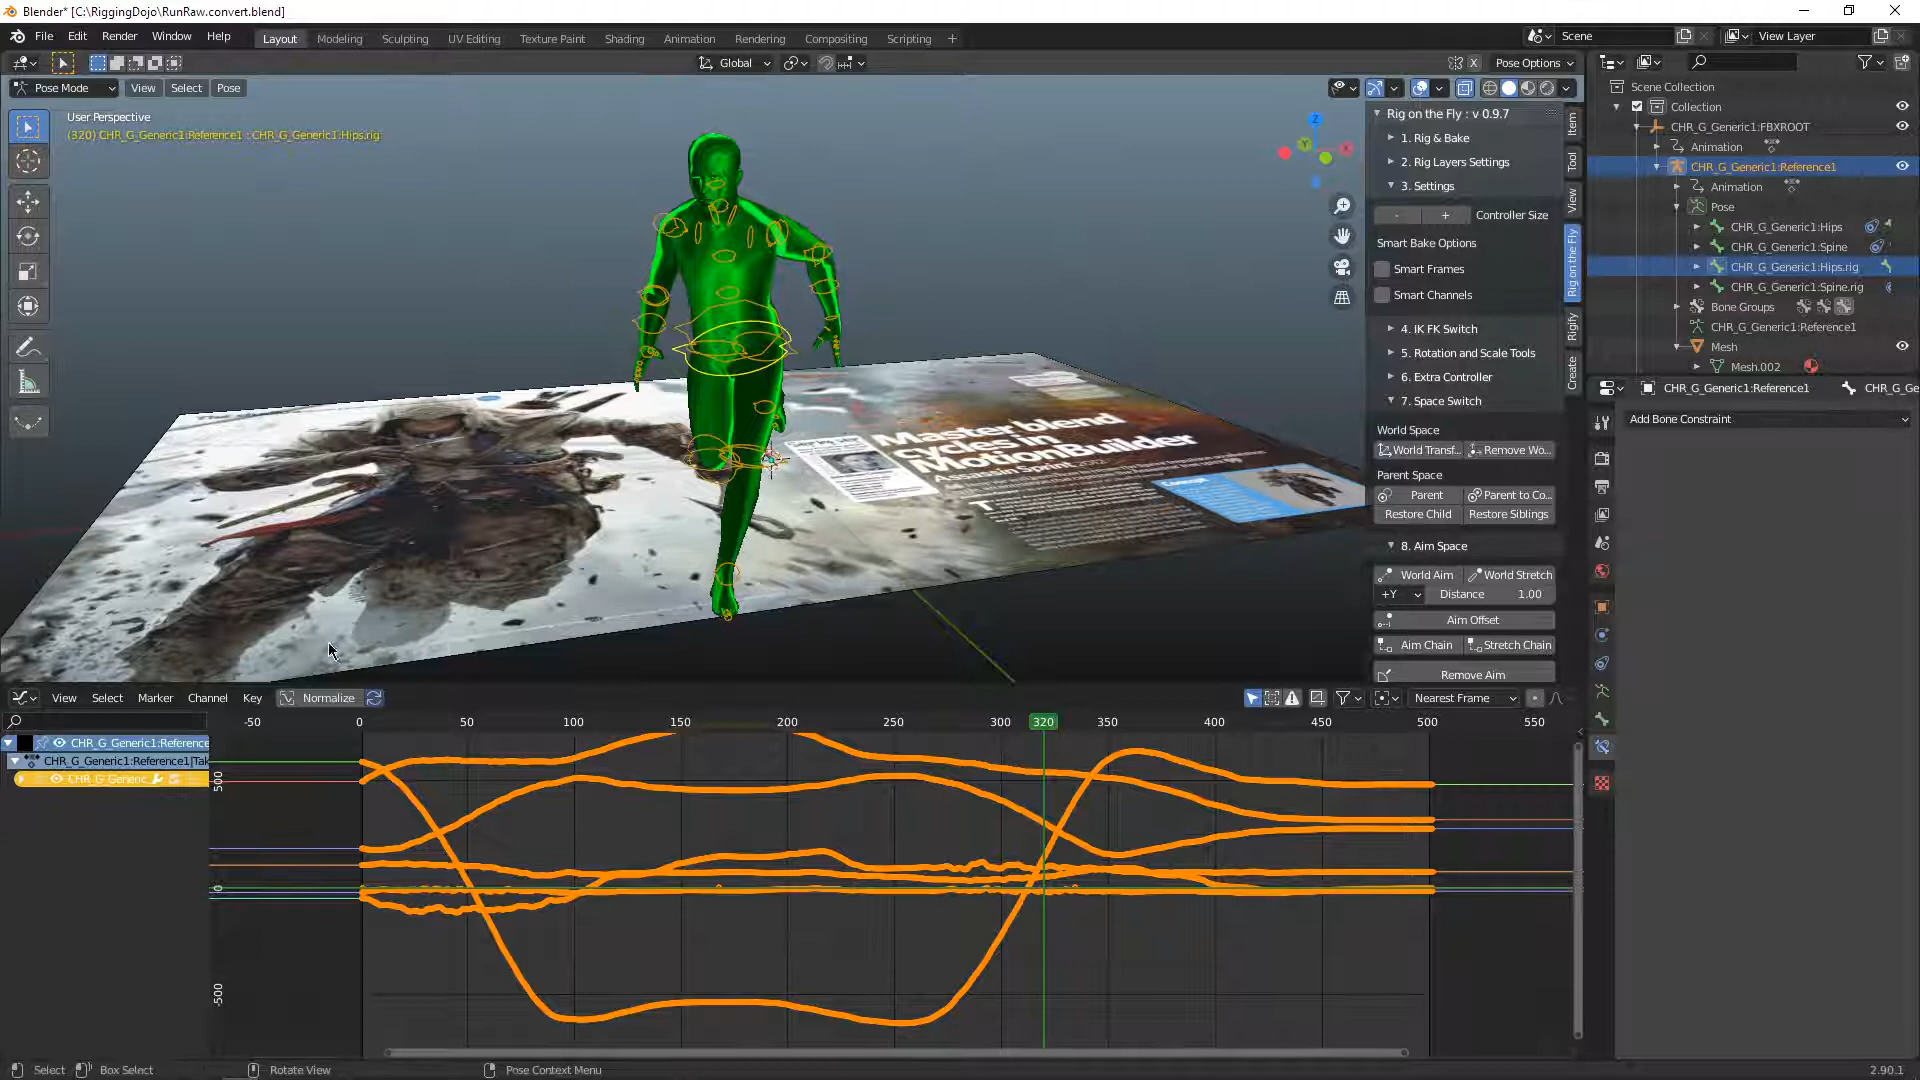 Blender* [C:\RiggingDojo\RunRaw.convert.blend]
File Edit Render Window Help
Layout Modeling Sculpting UV Editing Texture Paint Shading Animation Rendering Compositing Scripting +
Scene
View Layer
Global
Pose Options
Pose Mode View Select Pose
User Perspective
(320) CHR_G_Generic1:Reference1 : CHR_G_Generic1:Hips.rig
Master blend
cycles in
MotionBuilder
Z
Y
X
Rig on the Fly : v 0.9.7
1. Rig & Bake
2. Rig Layers Settings
3. Settings
- + Controller Size
Smart Bake Options
Smart Frames
Smart Channels
4. IK FK Switch
5. Rotation and Scale Tools
6. Extra Controller
7. Space Switch
World Space
World Transf... Remove Wo...
Parent Space
Parent Parent to Co...
Restore Child Restore Siblings
8. Aim Space
World Aim World Stretch
+Y Distance 1.00
Aim Offset
Aim Chain Stretch Chain
Remove Aim
Item
Tool
View
Rig on the Fly
Rigify
Create
Scene Collection
Collection
CHR_G_Generic1:FBXROOT
Animation
CHR_G_Generic1:Reference1
Animation
Pose
CHR_G_Generic1:Hips
CHR_G_Generic1:Spine
CHR_G_Generic1:Hips.rig
CHR_G_Generic1:Spine.rig
Bone Groups
CHR_G_Generic1:Reference1
Mesh
Mesh.002
CHR_G_Generic1:Reference1 CHR_G_Ge
Add Bone Constraint
View Select Marker Channel Key Normalize
Nearest Frame
-50 0 50 100 150 200 250 300 320 350 400 450 500 550
CHR_G_Generic1:Reference
CHR_G_Generic1:Reference1|Tak
CHR_G_Generic
500
0
-500
Select Box Select Rotate View Pose Context Menu
2.90.1